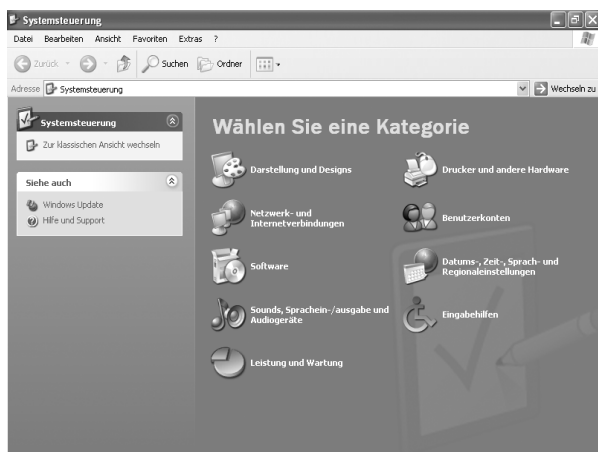 Systemsteuerung
Datei Bearbeiten Ansicht Favoriten Extras ?
Zurück Suchen Ordner
Adresse Systemsteuerung Wechseln zu
Systemsteuerung
Zur klassischen Ansicht wechseln
Siehe auch
Windows Update
Hilfe und Support
Wählen Sie eine Kategorie
Darstellung und Designs
Drucker und andere Hardware
Netzwerk- und
Internetverbindungen
Benutzerkonten
Software
Datums-, Zeit-, Sprach- und
Regionaleinstellungen
Sounds, Sprachein-/ausgabe und
Audiogeräte
Eingabehilfen
Leistung und Wartung